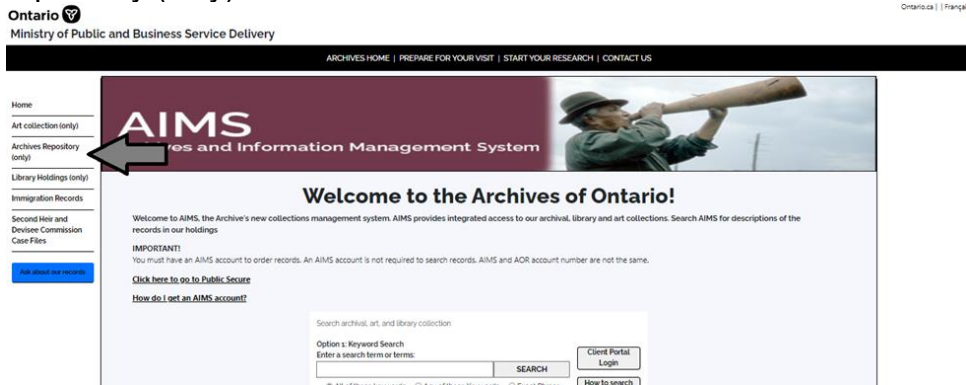 Ontario
Ontario.ca | | Françai
Ministry of Public and Business Service Delivery
ARCHIVES HOME | PREPARE FOR YOUR VISIT | START YOUR RESEARCH | CONTACT US
Home
Art collection (only)
Archives Repository
(only)
Library Holdings (only)
Immigration Records
Second Heir and
Devisee Commission
Case Files
Ask about our records
AIMS
and Information Management System
Welcome to the Archives of Ontario!
Welcome to AIMS, the Archive's new collections management system. AIMS provides integrated access to our archival, library and art collections. Search AIMS for descriptions of the
records in our holdings
IMPORTANT!
You must have an AIMS account to order records. An AIMS account is not required to search records. AIMS and AOR account number are not the same.
Click here to go to Public Secure
How do I get an AIMS account?
Search archival, art, and library collection
Option 1: Keyword Search
Enter a search term or terms:
SEARCH
Client Portal
Login
How to search